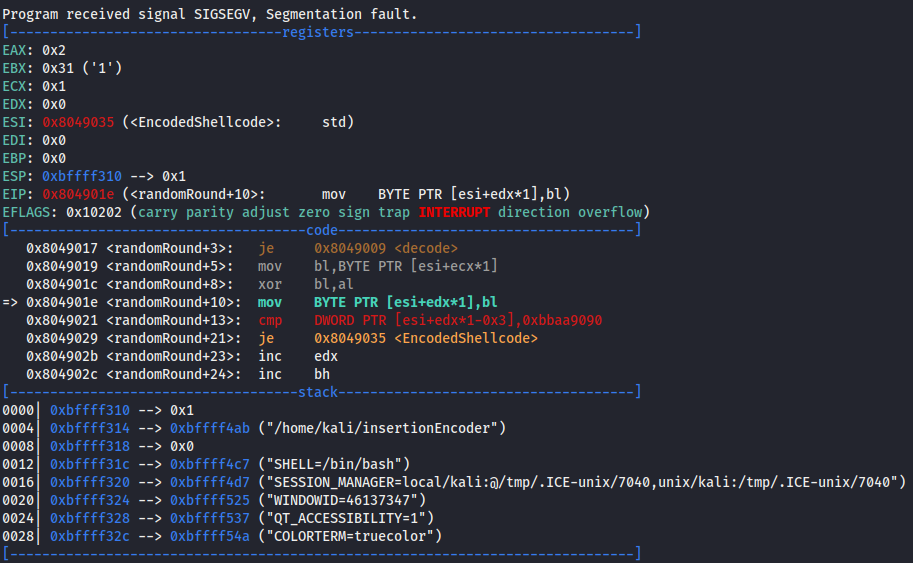 Program received signal SIGSEGV, Segmentation fault.
[----------------------------------registers-----------------------------------]
EAX: 0x2
EBX: 0x31 ('1')
ECX: 0x1
EDX: 0x0
ESI: 0x8049035 (<EncodedShellcode>:     std)
EDI: 0x0
EBP: 0x0
ESP: 0xbffff310 --> 0x1
EIP: 0x804901e (<randomRound+10>:       mov    BYTE PTR [esi+edx*1],bl)
EFLAGS: 0x10202 (carry parity adjust zero sign trap INTERRUPT direction overflow)
[-------------------------------------code-------------------------------------]
   0x8049017 <randomRound+3>:   je     0x8049009 <decode>
   0x8049019 <randomRound+5>:   mov    bl,BYTE PTR [esi+ecx*1]
   0x804901c <randomRound+8>:   xor    bl,al
=> 0x804901e <randomRound+10>:  mov    BYTE PTR [esi+edx*1],bl
   0x8049021 <randomRound+13>:  cmp    DWORD PTR [esi+edx*1-0x3],0xbbaa9090
   0x8049029 <randomRound+21>:  je     0x8049035 <EncodedShellcode>
   0x804902b <randomRound+23>:  inc    edx
   0x804902c <randomRound+24>:  inc    bh
[------------------------------------stack-------------------------------------]
0000| 0xbffff310 --> 0x1
0004| 0xbffff314 --> 0xbffff4ab ("/home/kali/insertionEncoder")
0008| 0xbffff318 --> 0x0
0012| 0xbffff31c --> 0xbffff4c7 ("SHELL=/bin/bash")
0016| 0xbffff320 --> 0xbffff4d7 ("SESSION_MANAGER=local/kali:@/tmp/.ICE-unix/7040,unix/kali:/tmp/.ICE-unix/7040")
0020| 0xbffff324 --> 0xbffff525 ("WINDOWID=46137347")
0024| 0xbffff328 --> 0xbffff537 ("QT_ACCESSIBILITY=1")
0028| 0xbffff32c --> 0xbffff54a ("COLORTERM=truecolor")
[------------------------------------------------------------------------------]